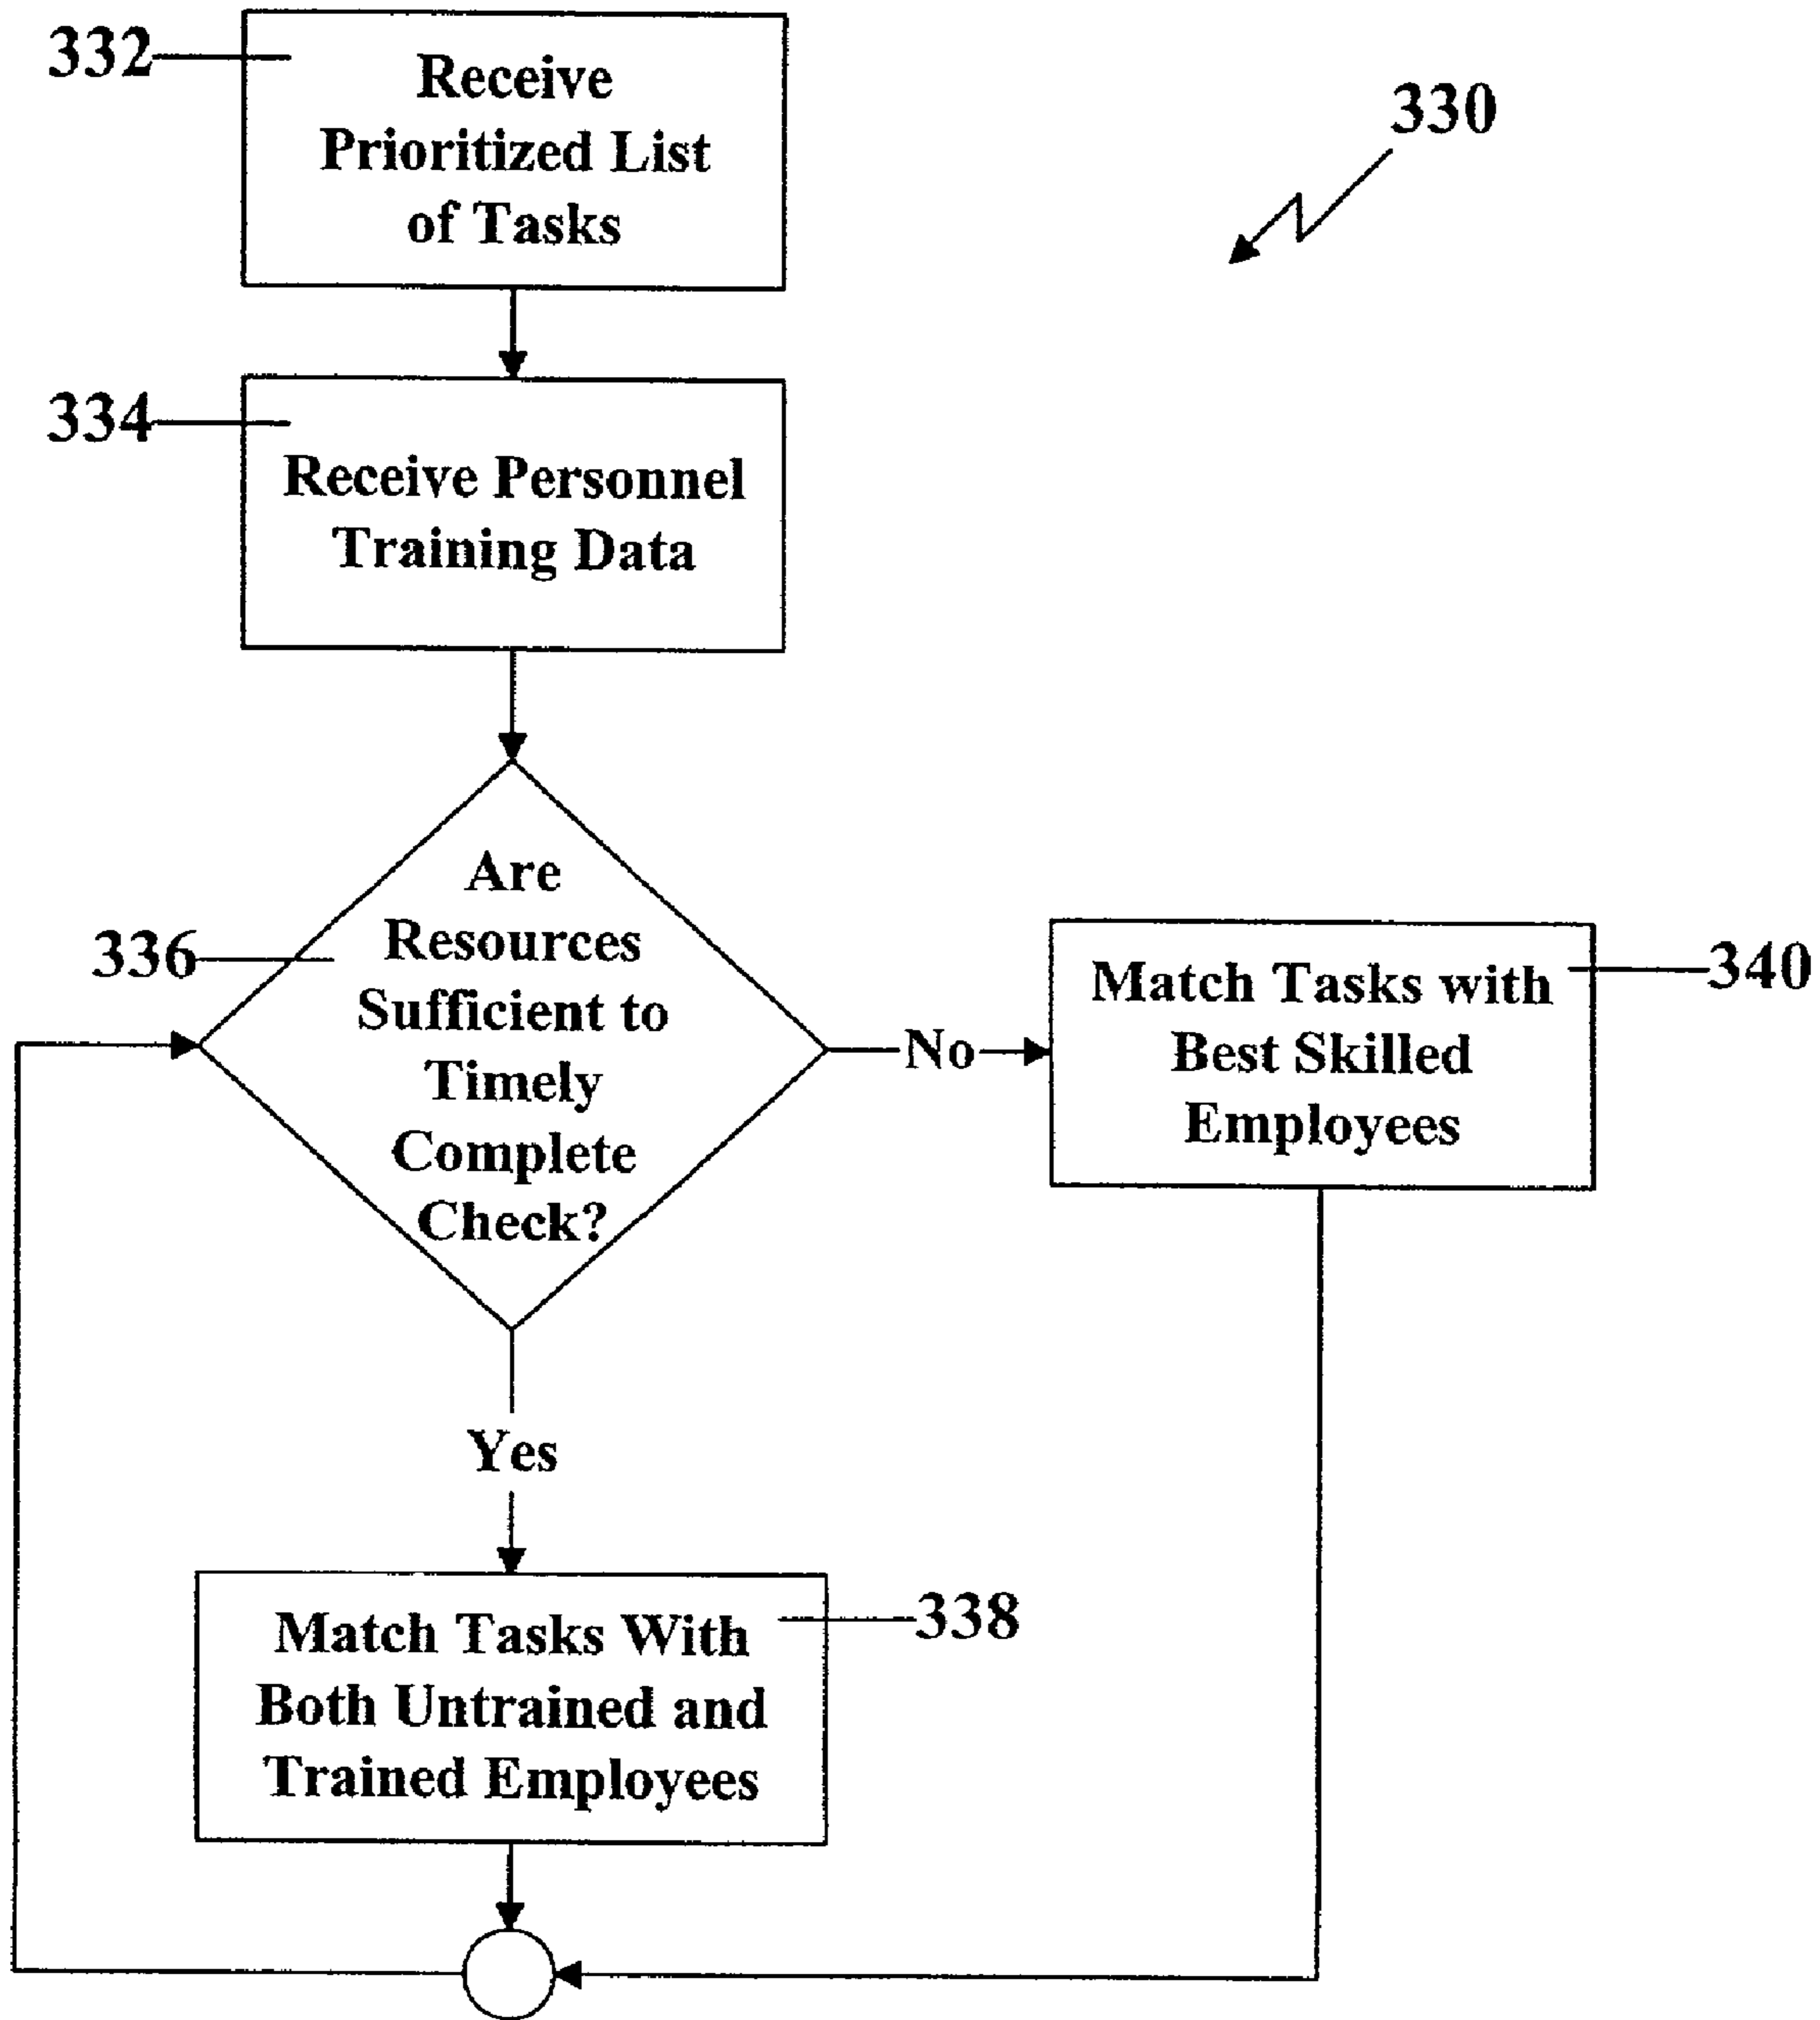 332
Receive
Prioritized List
of Tasks
330
334
Receive Personnel
Training Data
336
Are
Resources
Sufficient to
Timely
Complete
Check?
No
Match Tasks with
Best Skilled
Employees
340
Yes
Match Tasks With
Both Untrained and
Trained Employees
338